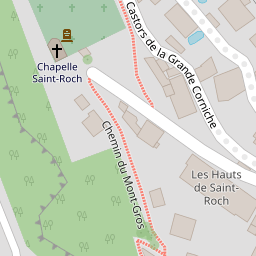 Castors de la Grande Corniche
Chapelle
Saint-Roch
Chemin du Mont-Gros
Les Hauts
de Saint-
Roch